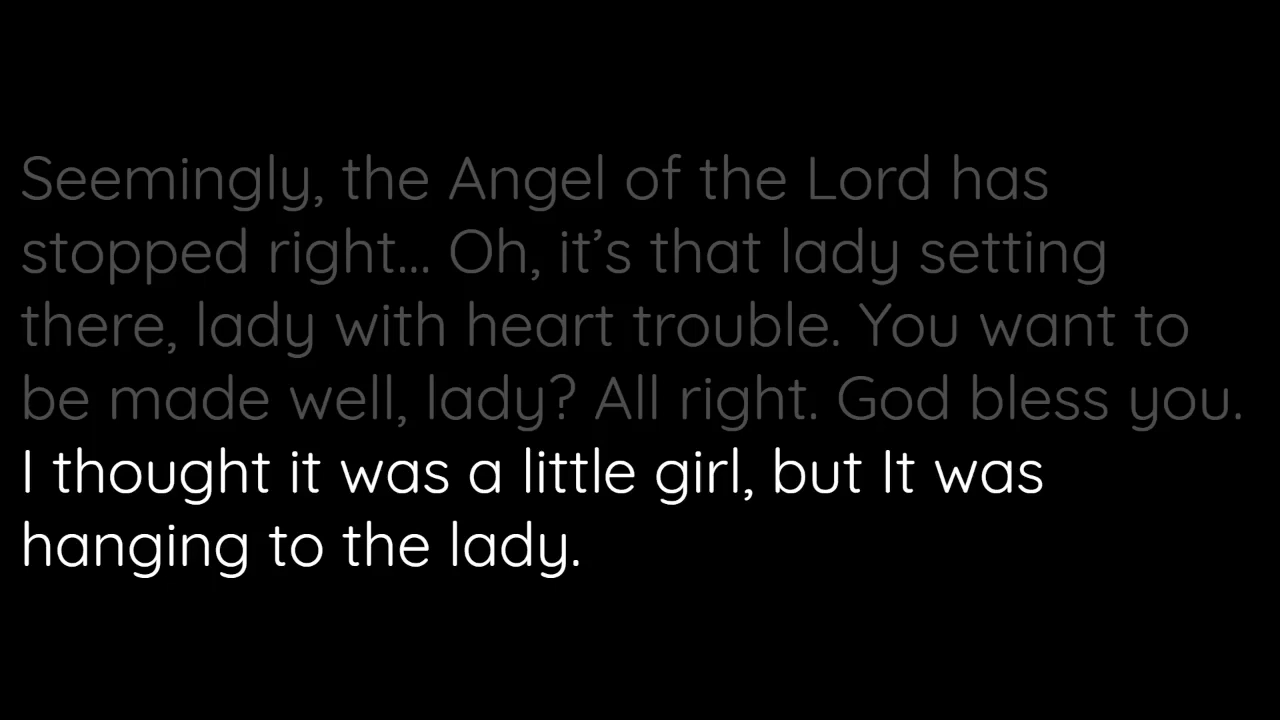 Seemingly, the Angel of the Lord has
stopped right... Oh, it’s that lady setting
there, lady with heart trouble. You want to
be made well, lady? All right. God bless you.
I thought it was a little girl, but It was
hanging to the lady.